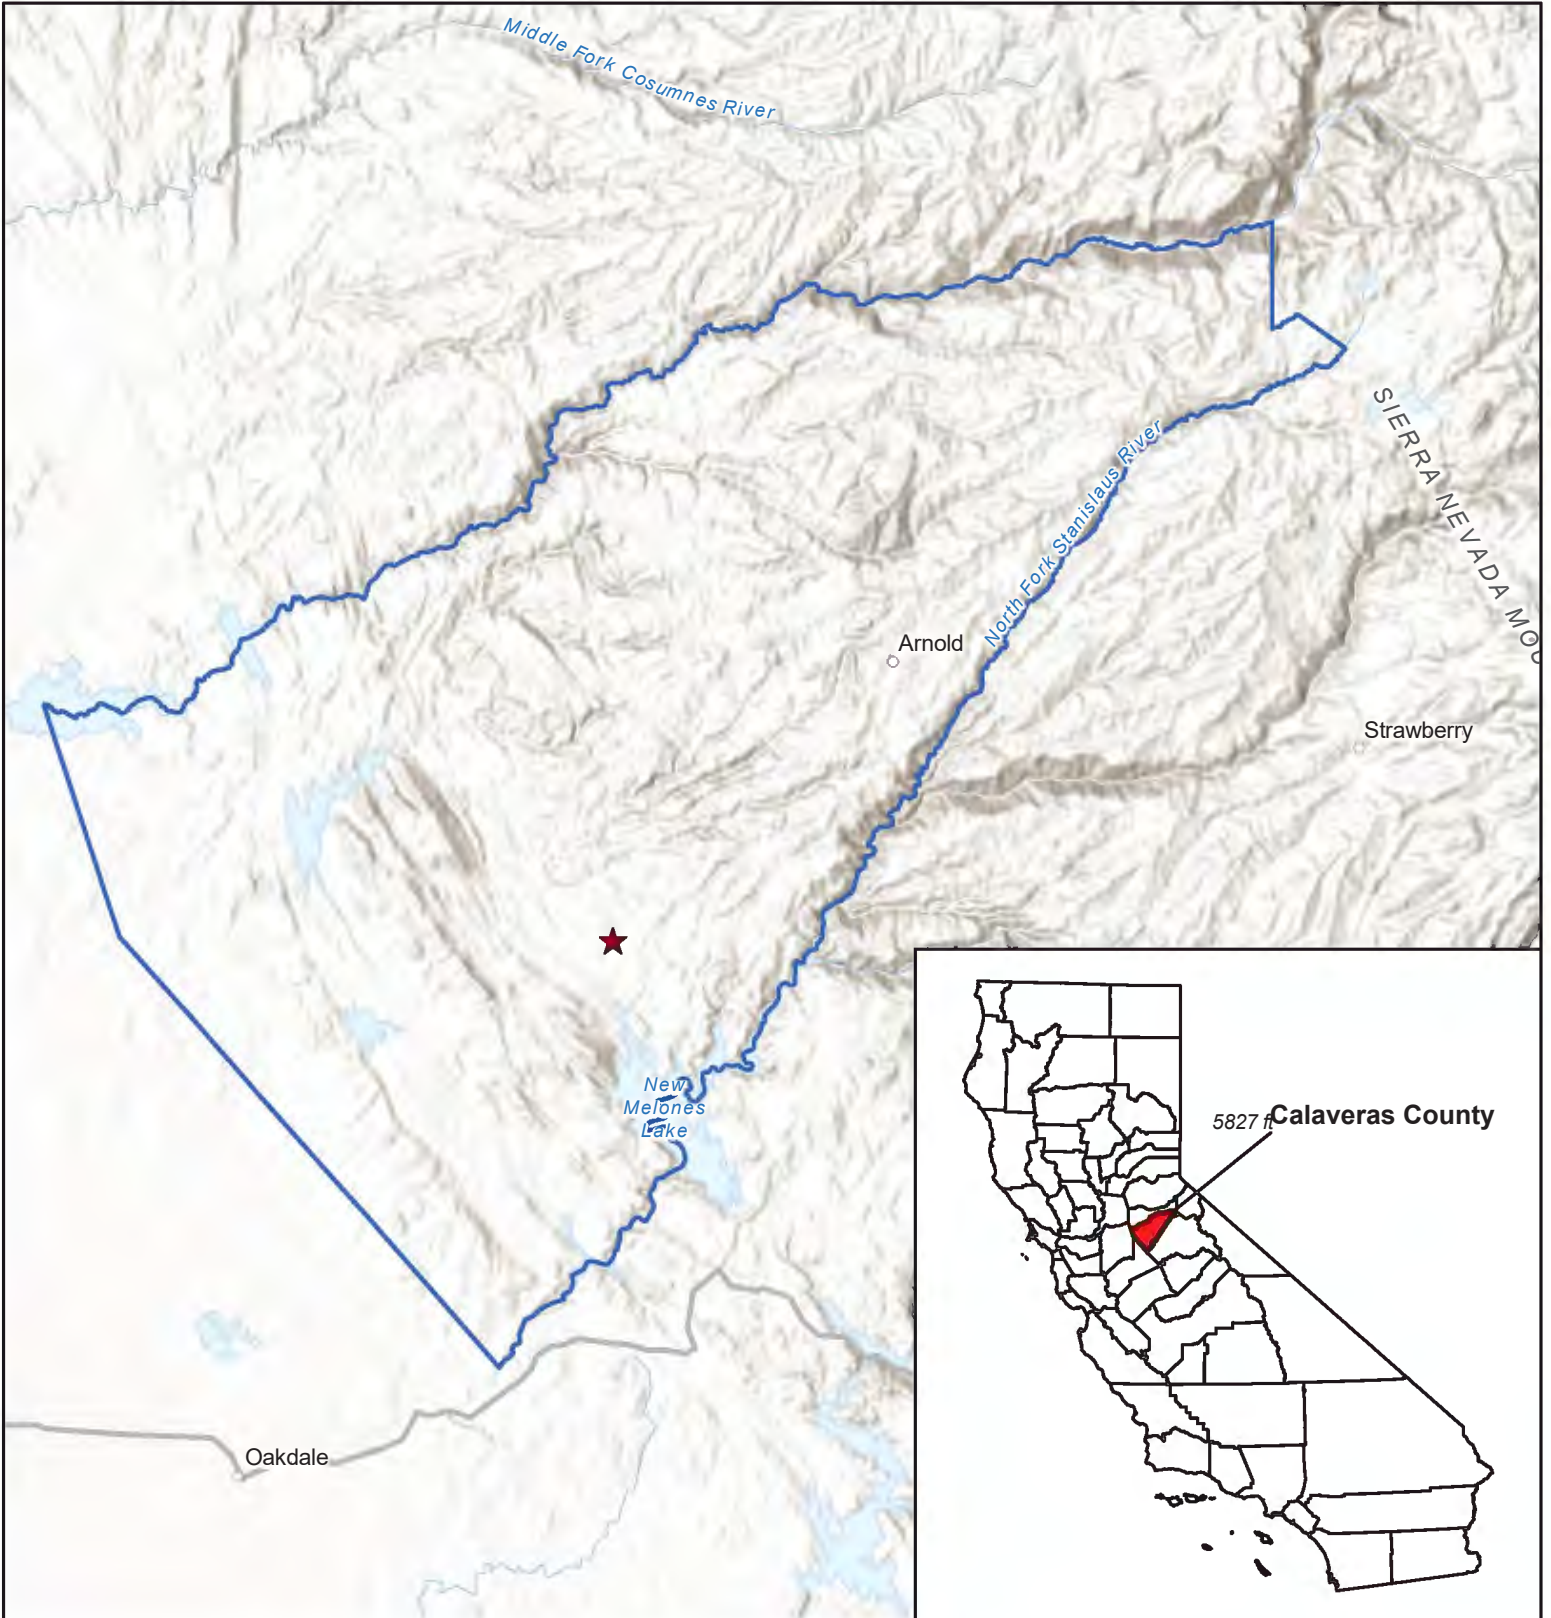 Middle Fork Cosumnes River
SIERRA NEVADA MOU
North Fork Stanislaus River
Arnold
Strawberry
New
Melones
Lake
5827 ft
Calaveras County
Oakdale